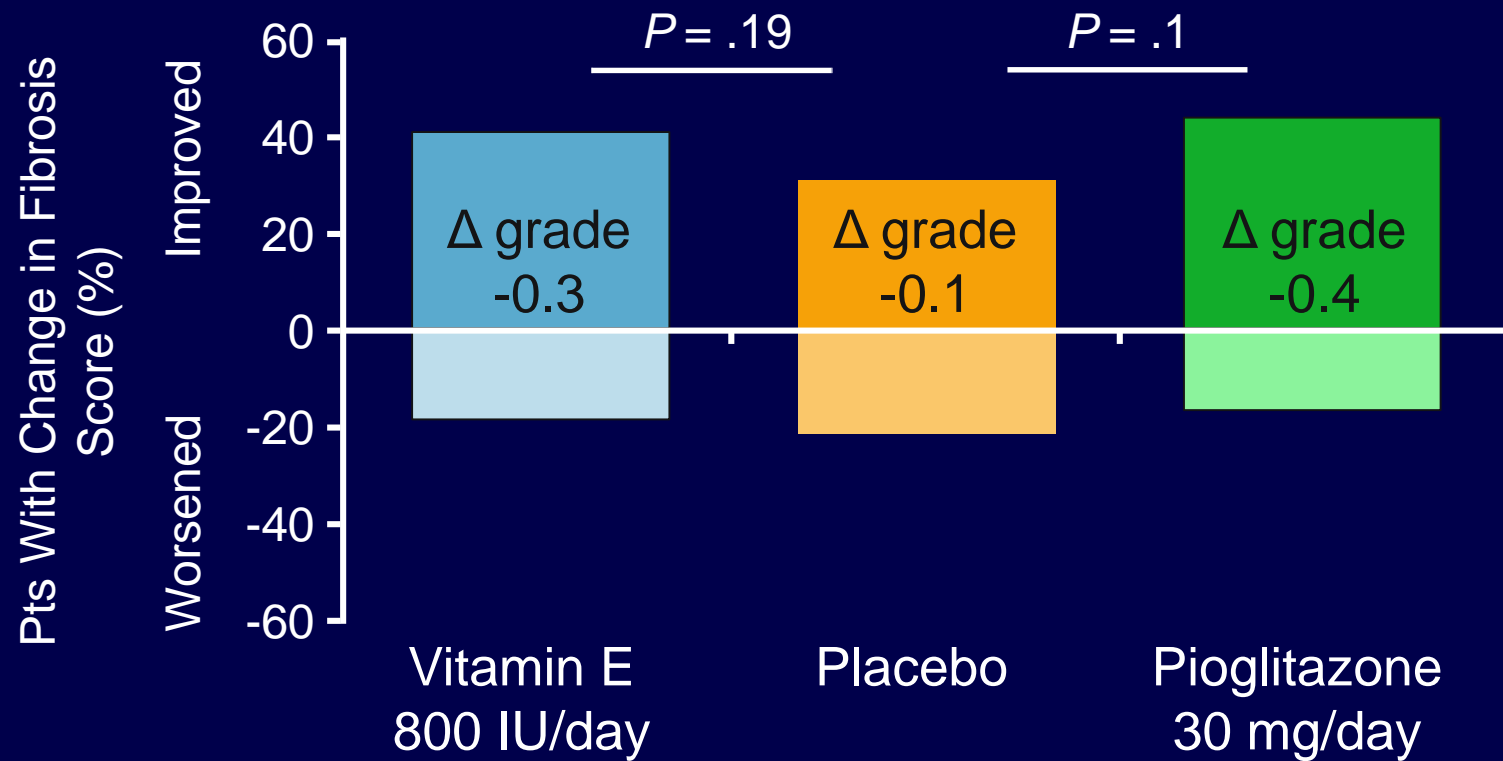 Pts With Change in Fibrosis
Score (%)
Improved
Worsened
60
40
20
0
-20
-40
-60
P = .19
P = .1
Δ grade
-0.3
Δ grade
-0.1
Δ grade
-0.4
Vitamin E
800 IU/day
Placebo
Pioglitazone
30 mg/day